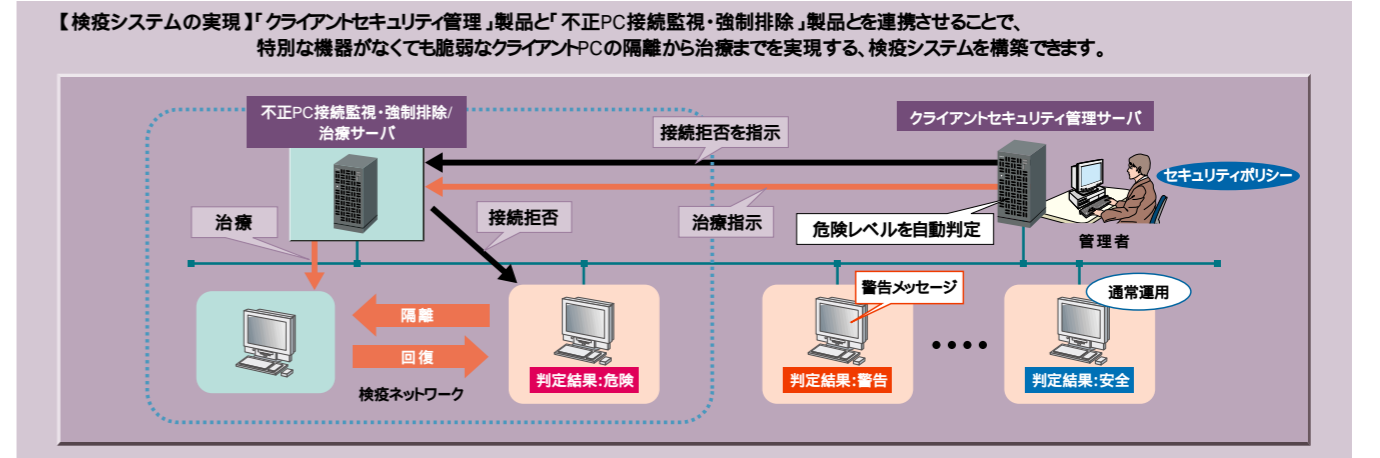 【検疫システムの実現】「クライアントセキュリティ管理」製品と「不正PC接続監視・強制排除」製品とを連携させることで、
特別な機器がなくても脆弱なクライアントPCの隔離から治療までを実現する、検疫システムを構築できます。
不正PC接続監視・強制排除/
治療サーバ
接続拒否を指示
クライアントセキュリティ管理サーバ
セキュリティポリシー
治療
接続拒否
治療指示
危険レベルを自動判定
管理者
警告メッセージ
通常運用
隔離
回復
検疫ネットワーク
判定結果:危険
判定結果:警告
判定結果:安全